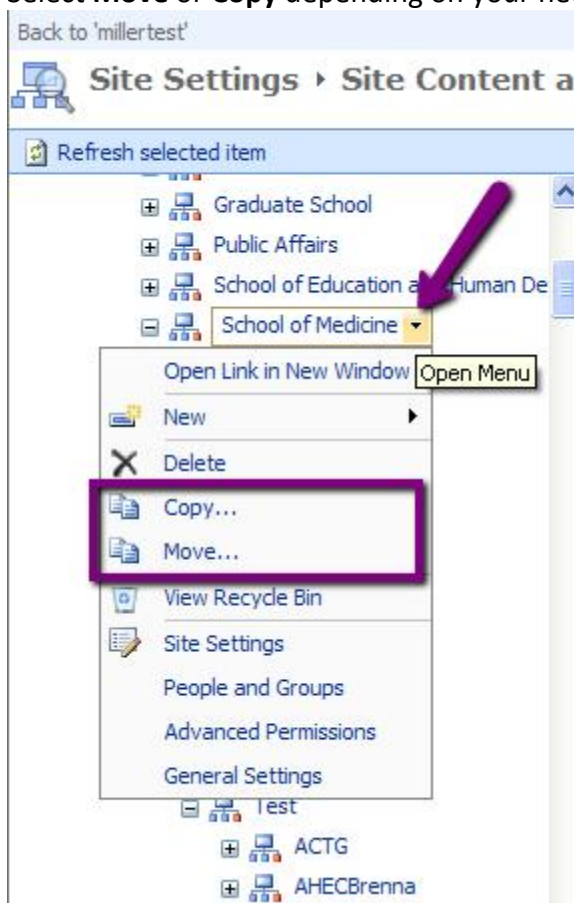 Select Move or Copy depending on your
Back to 'millertest'
Site Settings ▸ Site Content a
Refresh selected item
Graduate School
Public Affairs
School of Education a Human De
School of Medicine
Open Link in New Window
Open Menu
New
Delete
Copy...
Move...
View Recycle Bin
Site Settings
People and Groups
Advanced Permissions
General Settings
Test
ACTG
AHECBrenna